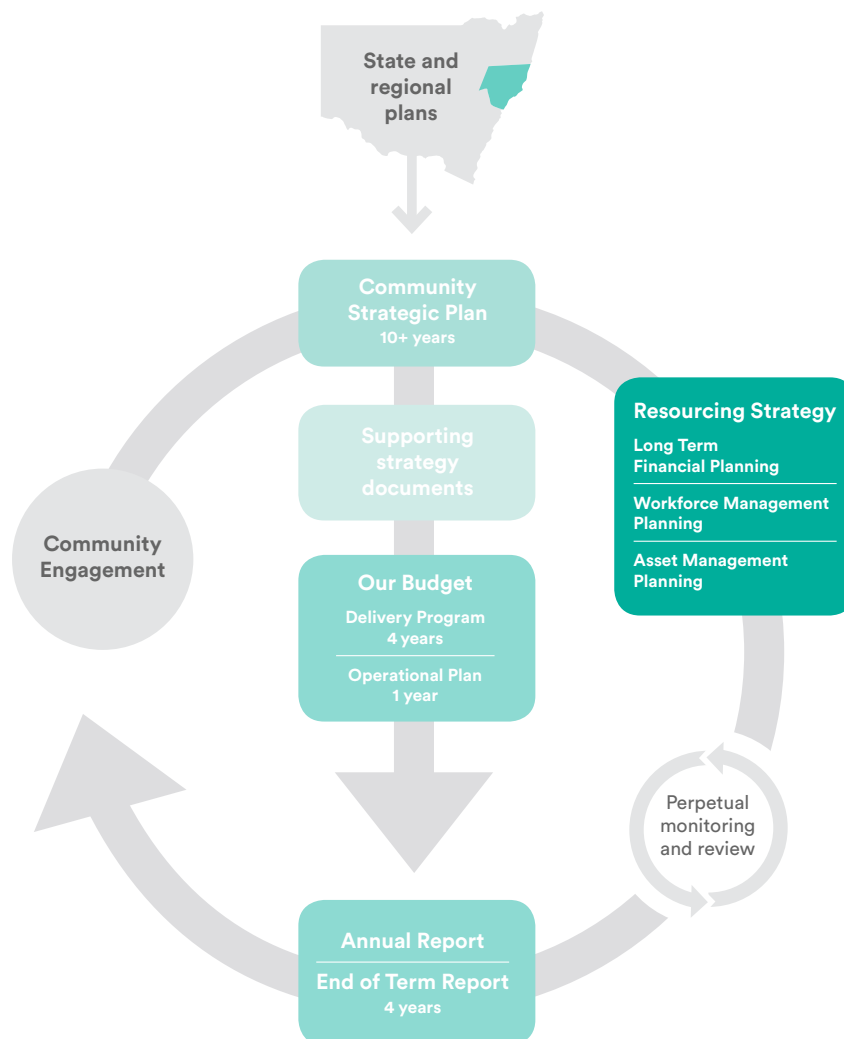 State and
regional
plans
Community
Strategic Plan
10+ years
Resourcing Strategy
Long Term
Financial Planning
Workforce Management
Planning
Asset Management
Planning
Supporting
strategy
documents
Community
Engagement
Our Budget
Delivery Program
4 years
Operational Plan
1 year
Perpetual
monitoring
and review
Annual Report
End of Term Report
4 years